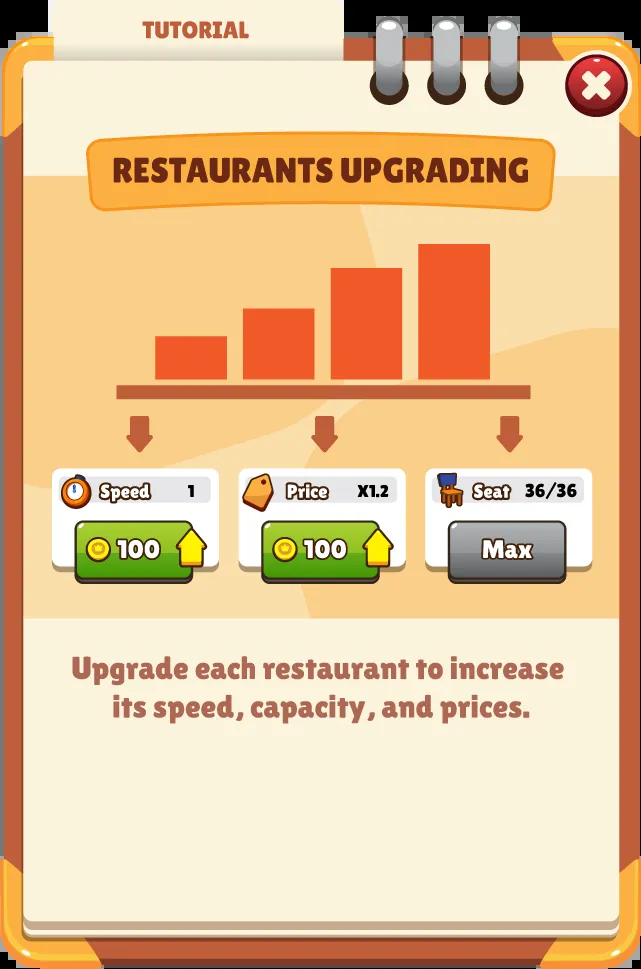 TUTORIAL
RESTAURANTS UPGRADING
Speed 1
Price X1.2
Seat 36/36
100
100
Max
Upgrade each restaurant to increase
its speed, capacity, and prices.